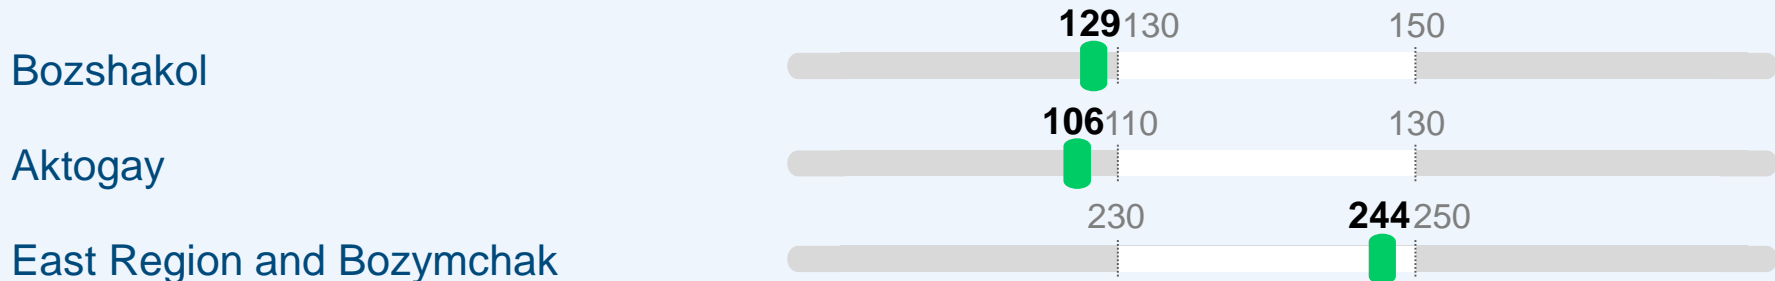 129 130 150
Bozshakol
106 110 130
Aktogay
230 244 250
East Region and Bozymchak